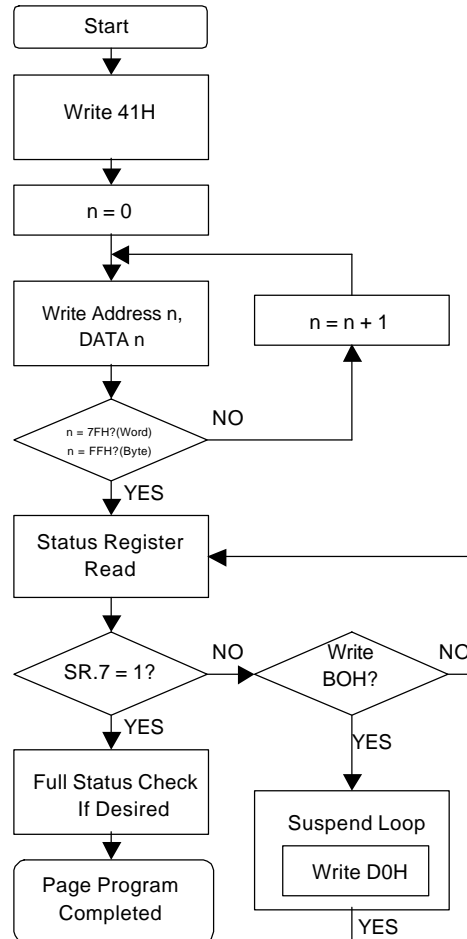 Start
Write 41H
n = 0
Write Address n,
DATA n
n = n + 1
n = 7FH?(Word)
n = FFH?(Byte)
NO
YES
Status Register
Read
SR.7 = 1?
NO
Write
BOH?
NO
YES
YES
Full Status Check
If Desired
Suspend Loop
Write D0H
Page Program
Completed
YES